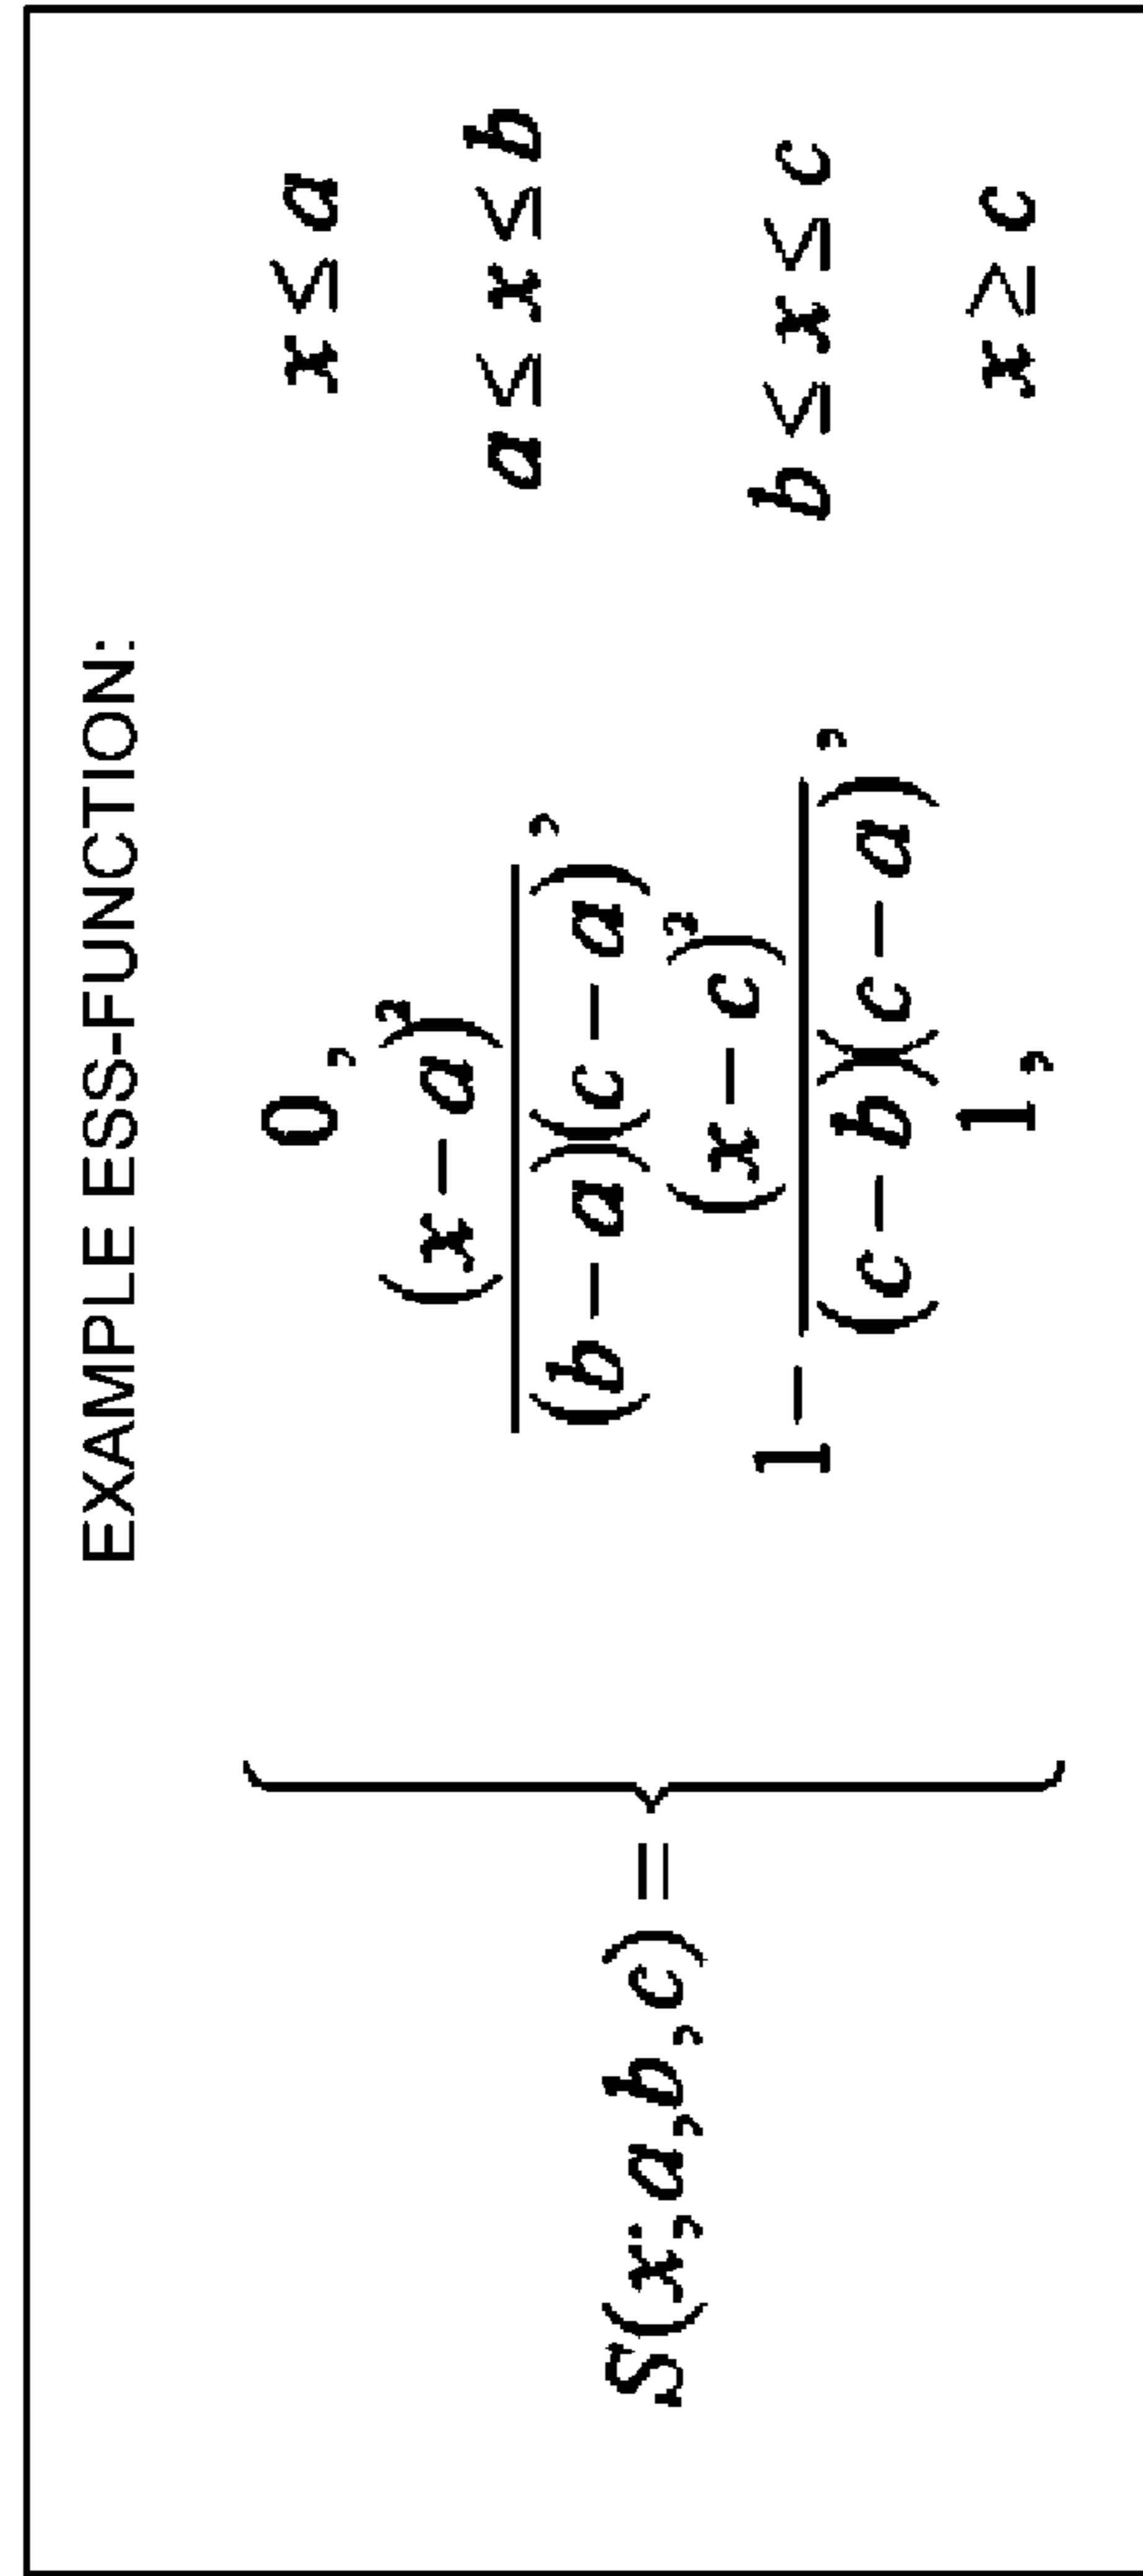 EXAMPLE ESS-FUNCTION:
S(x;a,b,c) = {
0, x ≤ a
(x − a)² / (b − a)(c − a), a ≤ x ≤ b
1 − (x − c)² / (c − b)(c − a), b ≤ x ≤ c
1, x ≥ c